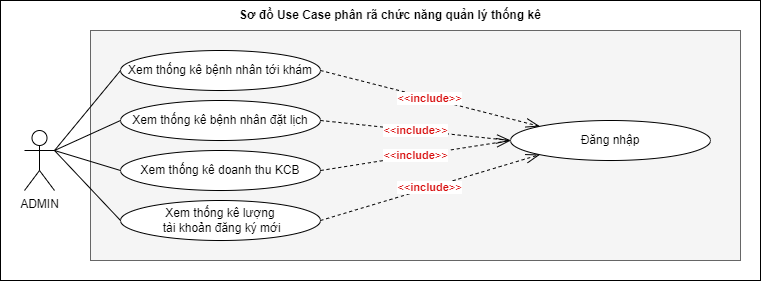 Sơ đồ Use Case phân rã chức năng quản lý thống kê
Xem thống kê bệnh nhân tới khám
<<include>>
Xem thống kê bệnh nhân đặt lịch
<<include>>
Đăng nhập
Xem thống kê doanh thu KCB
<<include>>
ADMIN
Xem thống kê lượng
tài khoản đăng ký mới
<<include>>